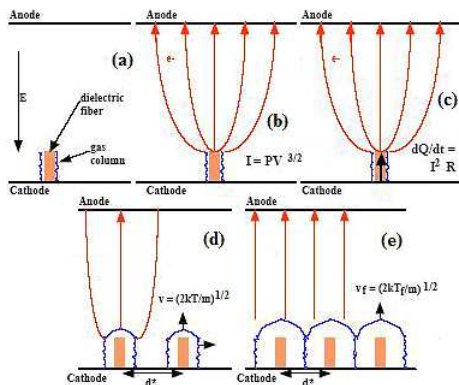 Anode
(a)
E
dielectric
fiber
gas
column
Cathode
Anode
e-
(b)
I = PV 3/2
Cathode
Anode
e-
(c)
dQ/dt =
I² R
Cathode
Anode
(d)
v = (2kT/m)1/2
Cathode
d*
Anode
(e)
vf = (2kTf/m)1/2
Cathode
d*